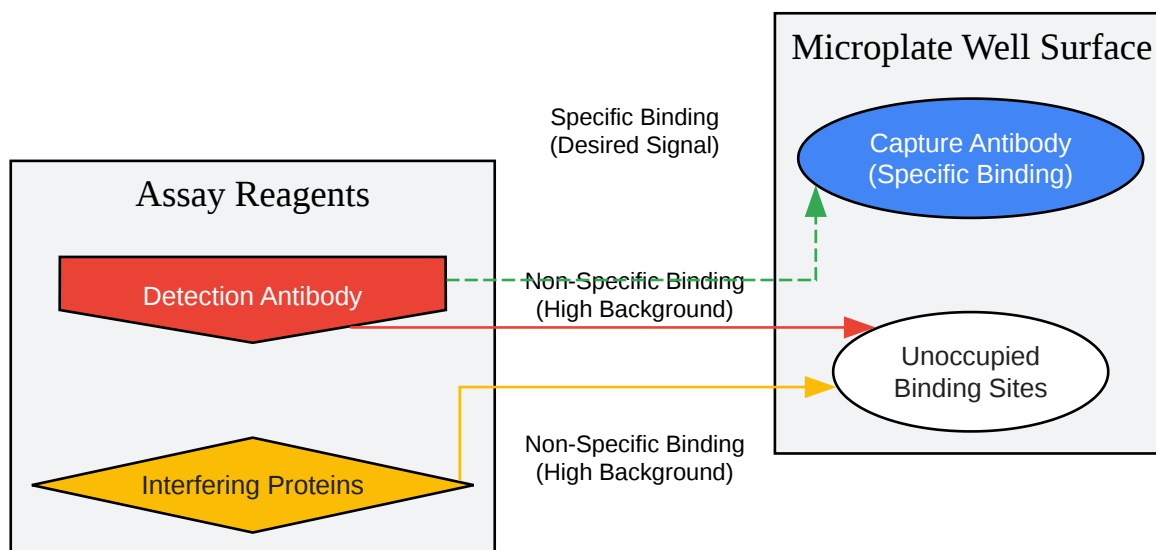 Microplate Well Surface
Specific Binding
(Desired Signal)
Capture Antibody
(Specific Binding)
Assay Reagents
Detection Antibody
Non-Specific Binding
(High Background)
Unoccupied
Binding Sites
Non-Specific Binding
(High Background)
Interfering Proteins